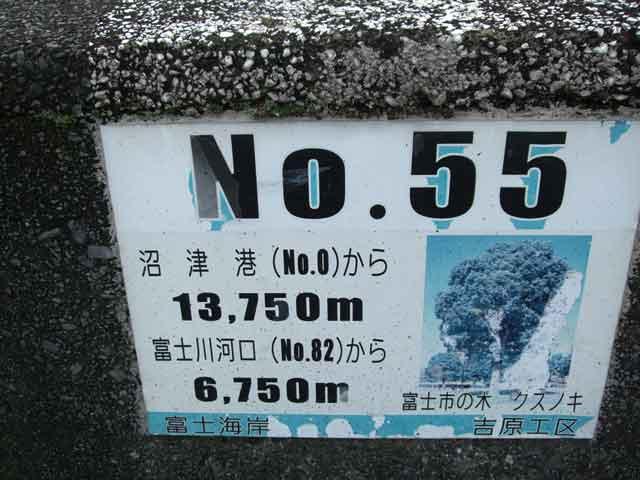 No.55
沼津港(No.0)から
13,750m
富士川河口(No.82)から
6,750m
富士市の木 クスノキ
富士海岸 吉原工区